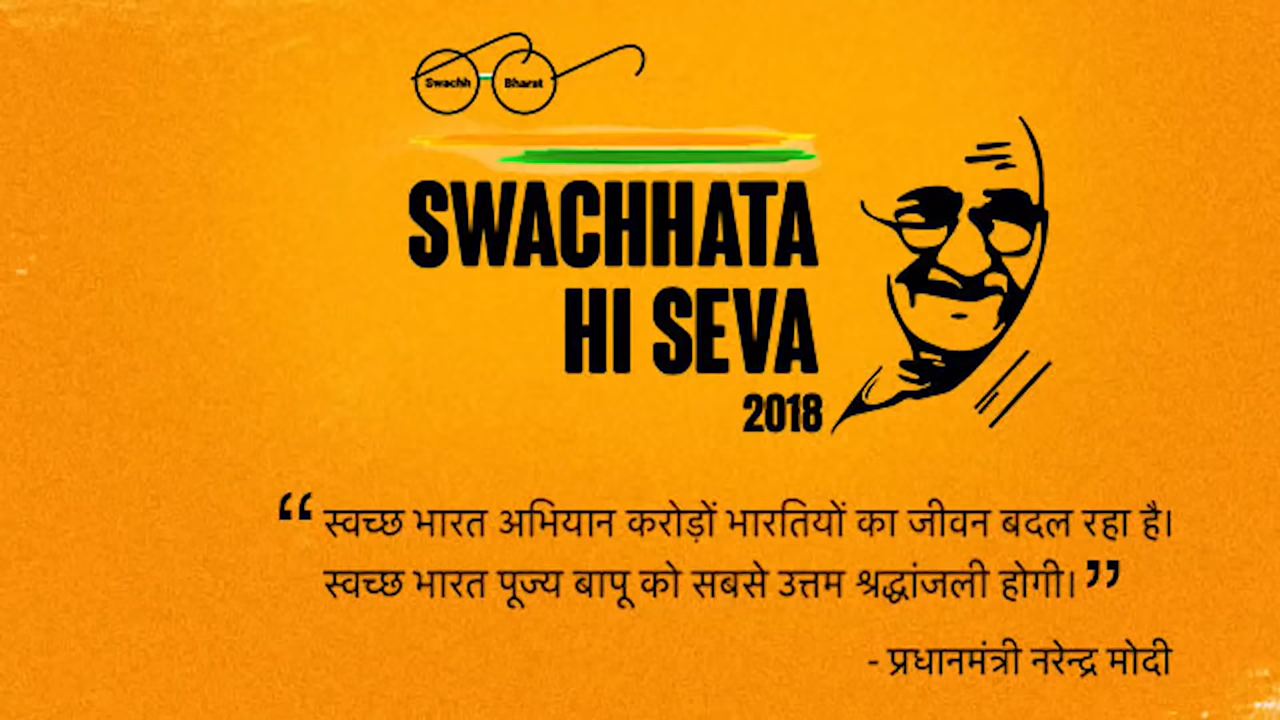 Swachh Bharat
SWACHHATA
HI SEVA
2018
“ स्वच्छ भारत अभियान करोड़ों भारतियों का जीवन बदल रहा है।
स्वच्छ भारत पूज्य बापू को सबसे उत्तम श्रद्धांजली होगी। ”
- प्रधानमंत्री नरेन्द्र मोदी